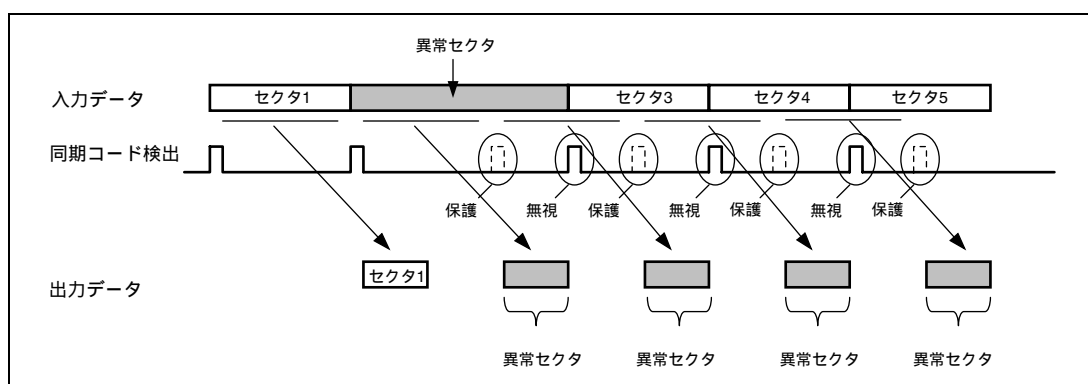 異常セクタ
入力データ
セクタ1
セクタ3
セクタ4
セクタ5
同期コード検出
保護
無視
保護
無視
保護
無視
保護
出力データ
セクタ1
異常セクタ
異常セクタ
異常セクタ
異常セクタ